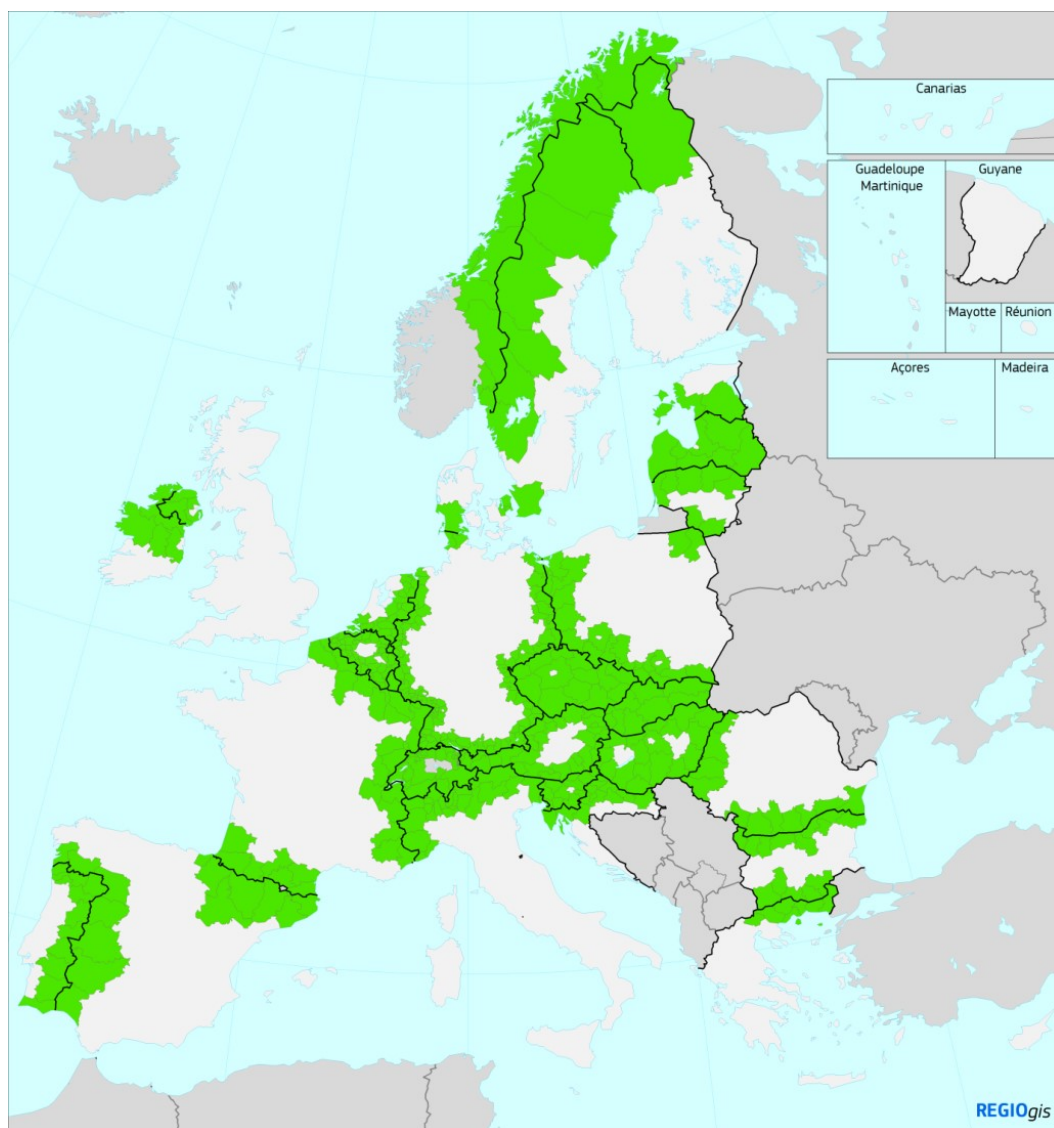 Canarias
Guadeloupe
Martinique
Guyane
Mayotte
Réunion
Açores
Madeira
REGIOgis